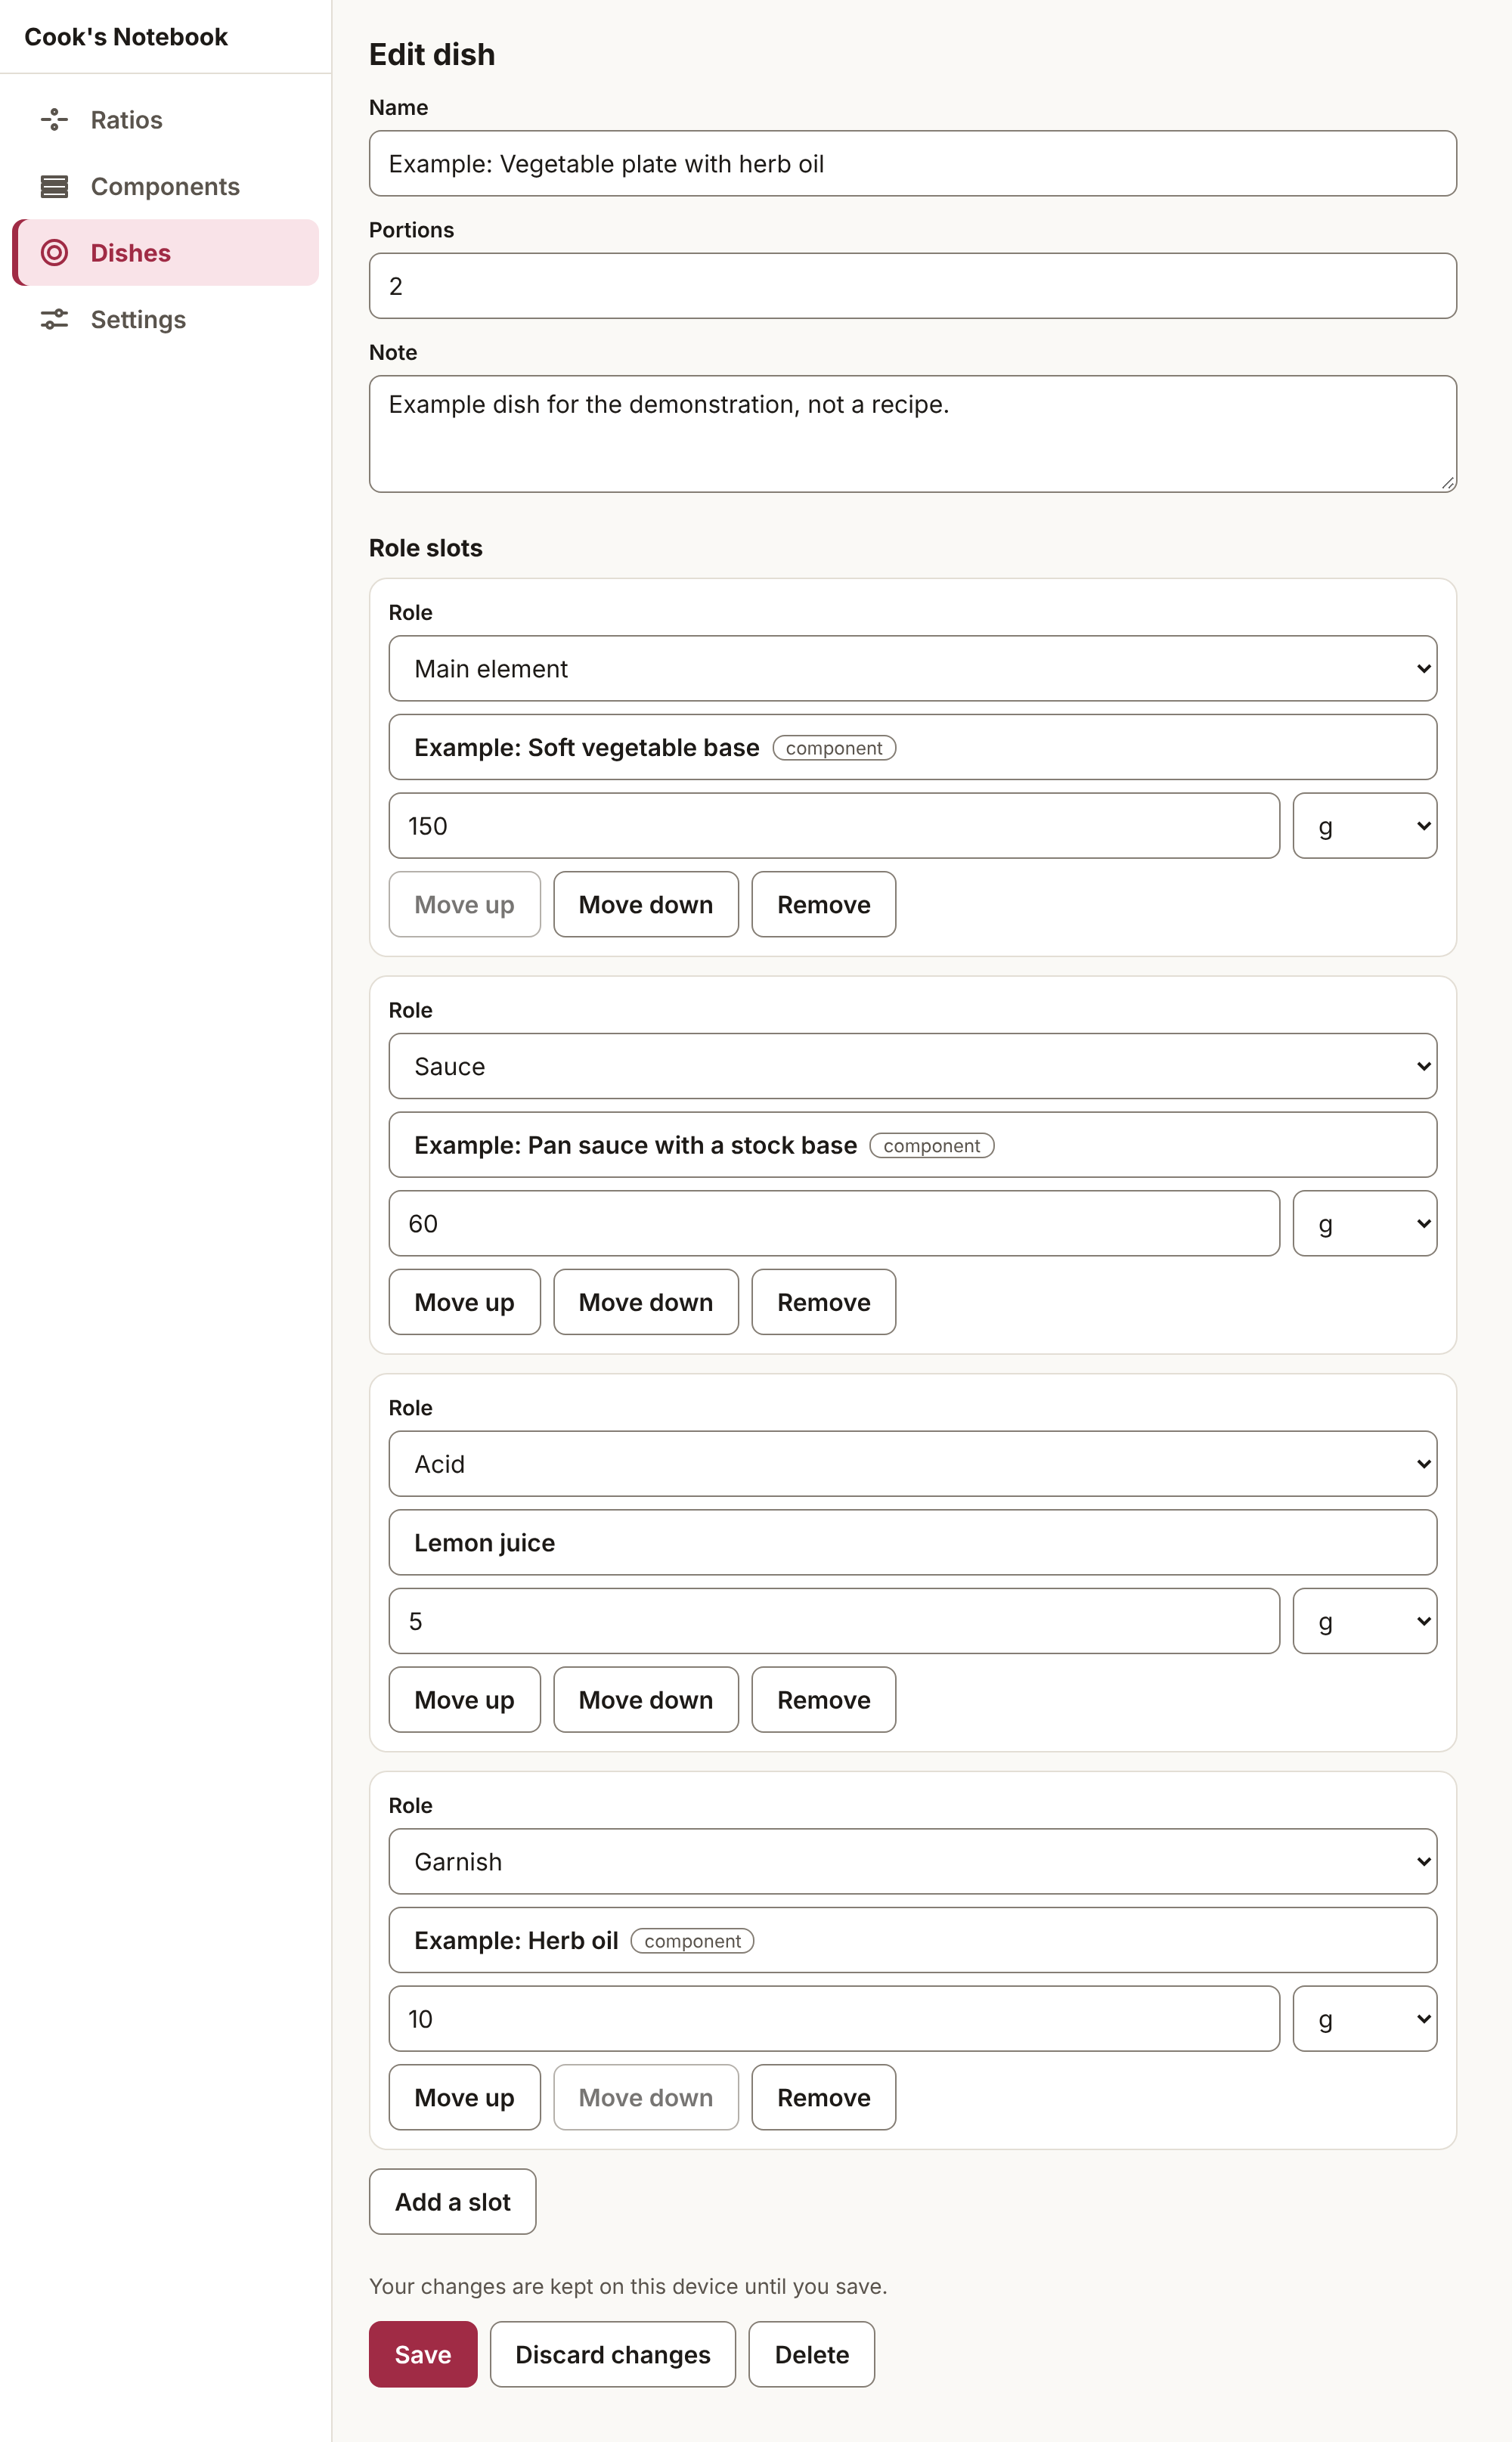 Cook's Notebook
Ratios
Components
Dishes
Settings
Edit dish
Name
Example: Vegetable plate with herb oil
Portions
2
Note
Example dish for the demonstration, not a recipe.
Role slots
Role
Main element
Example: Soft vegetable base component
150 g
Move up Move down Remove
Role
Sauce
Example: Pan sauce with a stock base component
60 g
Move up Move down Remove
Role
Acid
Lemon juice
5 g
Move up Move down Remove
Role
Garnish
Example: Herb oil component
10 g
Move up Move down Remove
Add a slot
Your changes are kept on this device until you save.
Save Discard changes Delete